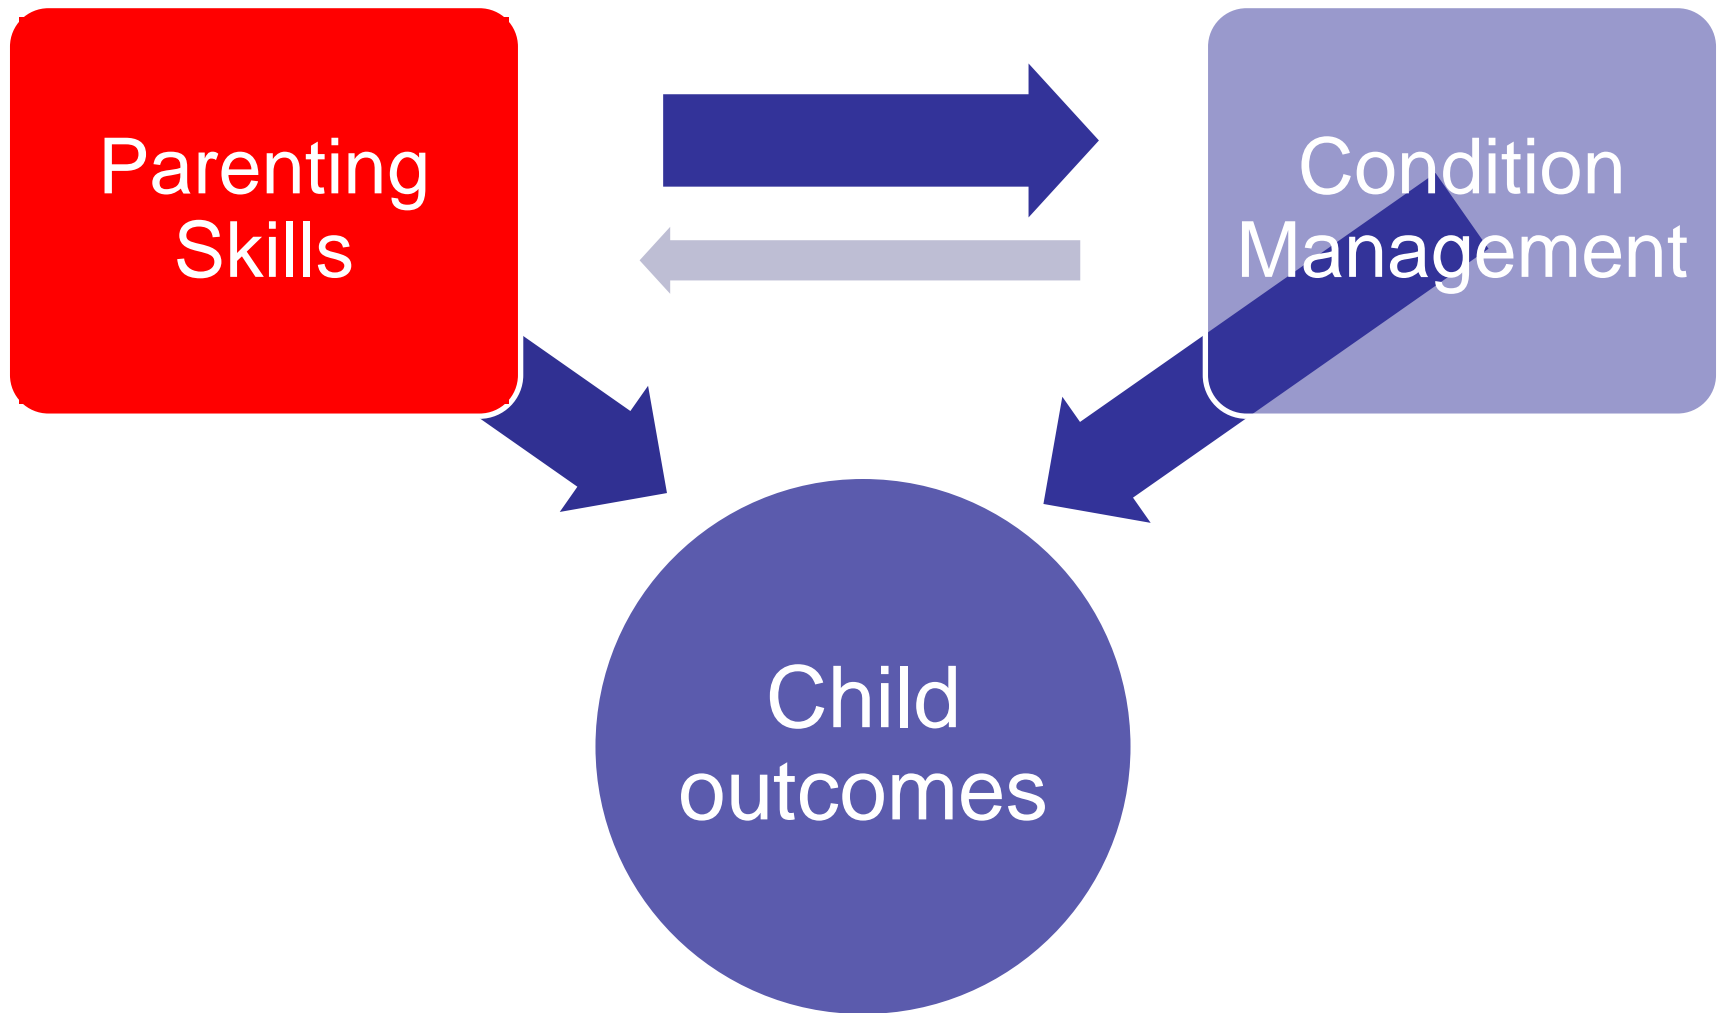 Parenting
Skills
Condition
Management
Child
outcomes